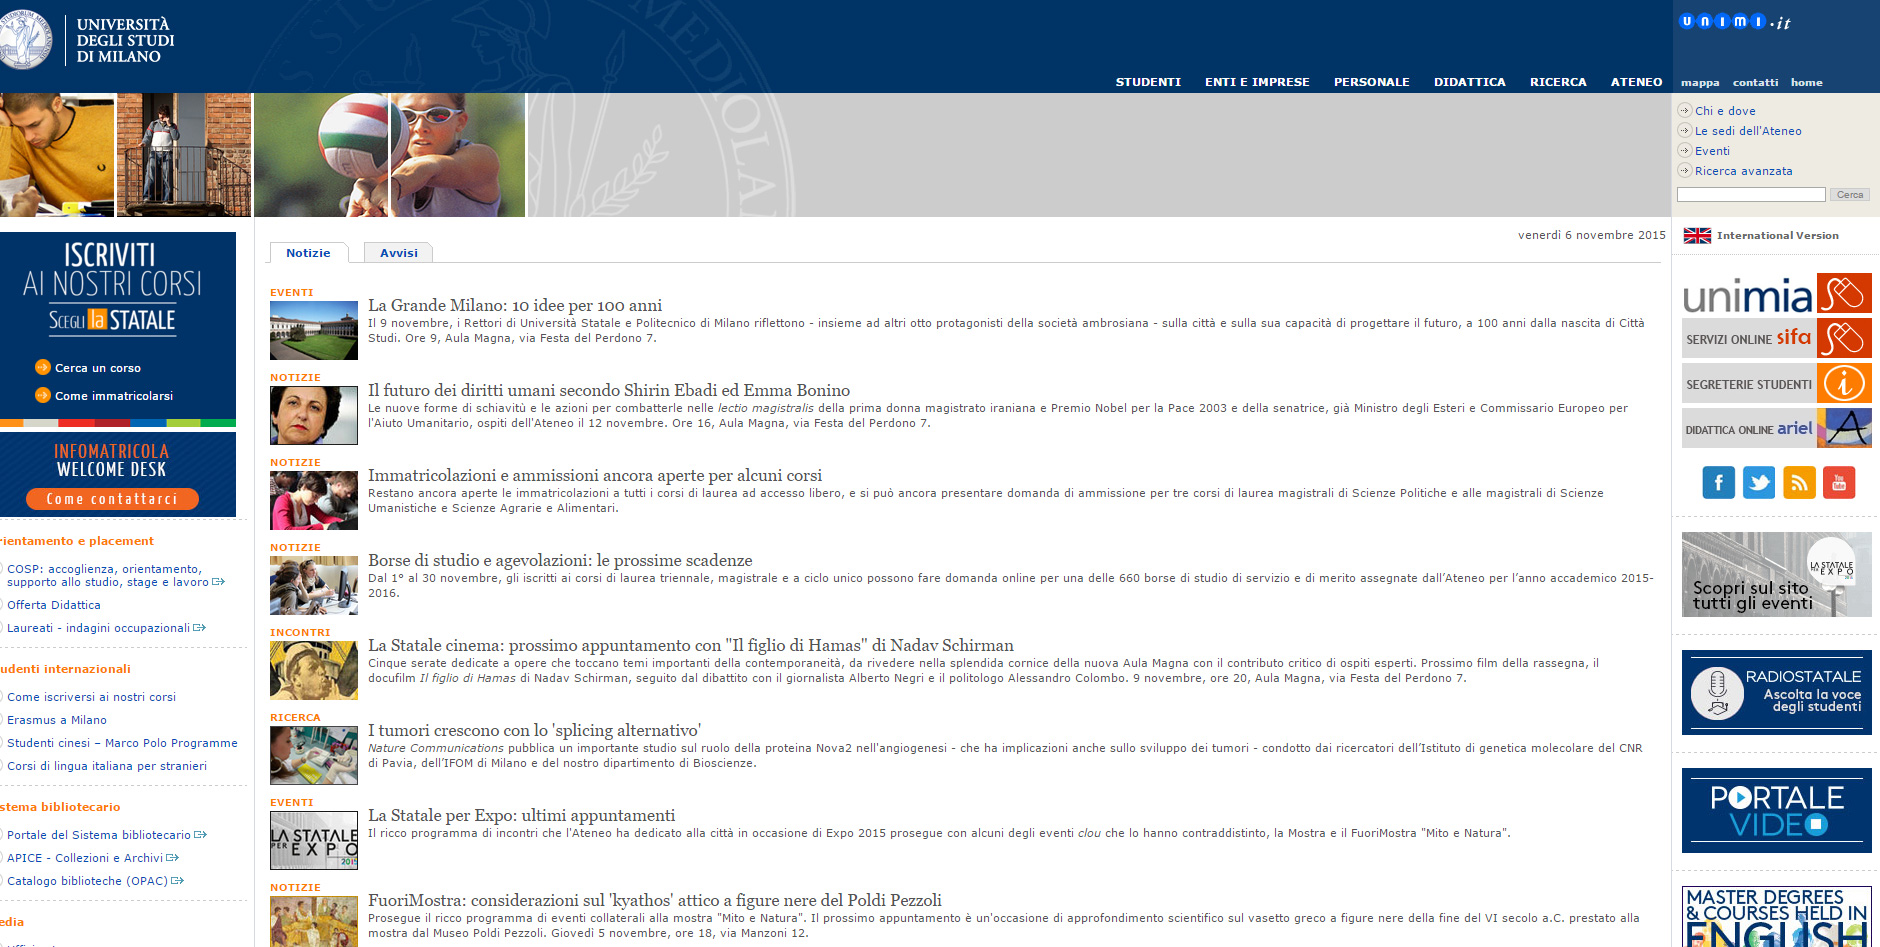 UNIVERSITÀ
DEGLI STUDI
DI MILANO
unimi.it
STUDENTI ENTI E IMPRESE PERSONALE DIDATTICA RICERCA ATENEO
mappa contatti home
Chi e dove
Le sedi dell'Ateneo
Eventi
Ricerca avanzata
Cerca
ISCRIVITI
AI NOSTRI CORSI
SCEGLI la STATALE
Cerca un corso
Come immatricolarsi
INFOMATRICOLA
WELCOME DESK
Come contattarci
rientamento e placement
COSP: accoglienza, orientamento,
supporto allo studio, stage e lavoro
Offerta Didattica
Laureati - indagini occupazionali
udenti internazionali
Come iscriversi ai nostri corsi
Erasmus a Milano
Studenti cinesi – Marco Polo Programme
Corsi di lingua italiana per stranieri
stema bibliotecario
Portale del Sistema bibliotecario
APICE - Collezioni e Archivi
Catalogo biblioteche (OPAC)
edia
venerdì 6 novembre 2015
Notizie Avvisi
EVENTI
La Grande Milano: 10 idee per 100 anni
Il 9 novembre, i Rettori di Università Statale e Politecnico di Milano riflettono - insieme ad altri otto protagonisti della società ambrosiana - sulla città e sulla sua capacità di progettare il futuro, a 100 anni dalla nascita di Città
Studi. Ore 9, Aula Magna, via Festa del Perdono 7.
NOTIZIE
Il futuro dei diritti umani secondo Shirin Ebadi ed Emma Bonino
Le nuove forme di schiavitù e le azioni per combatterle nelle lectio magistralis della prima donna magistrato iraniana e Premio Nobel per la Pace 2003 e della senatrice, già Ministro degli Esteri e Commissario Europeo per
l'Aiuto Umanitario, ospiti dell'Ateneo il 12 novembre. Ore 16, Aula Magna, via Festa del Perdono 7.
NOTIZIE
Immatricolazioni e ammissioni ancora aperte per alcuni corsi
Restano ancora aperte le immatricolazioni a tutti i corsi di laurea ad accesso libero, e si può ancora presentare domanda di ammissione per tre corsi di laurea magistrali di Scienze Politiche e alle magistrali di Scienze
Umanistiche e Scienze Agrarie e Alimentari.
NOTIZIE
Borse di studio e agevolazioni: le prossime scadenze
Dal 1° al 30 novembre, gli iscritti ai corsi di laurea triennale, magistrale e a ciclo unico possono fare domanda online per una delle 660 borse di studio di servizio e di merito assegnate dall’Ateneo per l’anno accademico 2015-
2016.
INCONTRI
La Statale cinema: prossimo appuntamento con "Il figlio di Hamas" di Nadav Schirman
Cinque serate dedicate a opere che toccano temi importanti della contemporaneità, da rivedere nella splendida cornice della nuova Aula Magna con il contributo critico di ospiti esperti. Prossimo film della rassegna, il
docufilm Il figlio di Hamas di Nadav Schirman, seguito dal dibattito con il giornalista Alberto Negri e il politologo Alessandro Colombo. 9 novembre, ore 20, Aula Magna, via Festa del Perdono 7.
RICERCA
I tumori crescono con lo 'splicing alternativo'
Nature Communications pubblica un importante studio sul ruolo della proteina Nova2 nell'angiogenesi - che ha implicazioni anche sullo sviluppo dei tumori - condotto dai ricercatori dell’Istituto di genetica molecolare del CNR
di Pavia, dell’IFOM di Milano e del nostro dipartimento di Bioscienze.
EVENTI
LA STATALE
PER EXPO
2015
La Statale per Expo: ultimi appuntamenti
Il ricco programma di incontri che l'Ateneo ha dedicato alla città in occasione di Expo 2015 prosegue con alcuni degli eventi clou che lo hanno contraddistinto, la Mostra e il FuoriMostra "Mito e Natura".
NOTIZIE
FuoriMostra: considerazioni sul 'kyathos' attico a figure nere del Poldi Pezzoli
Prosegue il ricco programma di eventi collaterali alla mostra "Mito e Natura". Il prossimo appuntamento è un'occasione di approfondimento scientifico sul vasetto greco a figure nere della fine del VI secolo a.C. prestato alla
mostra dal Museo Poldi Pezzoli. Giovedì 5 novembre, ore 18, via Manzoni 12.
International Version
unimia
SERVIZI ONLINE sifa
SEGRETERIE STUDENTI
DIDATTICA ONLINE ariel
LA STATALE
PER EXPO
Scopri sul sito
tutti gli eventi
RADIOSTATALE
Ascolta la voce
degli studenti
PORTALE
VIDEO
MASTER DEGREES
& COURSES HELD IN
ENGLISH